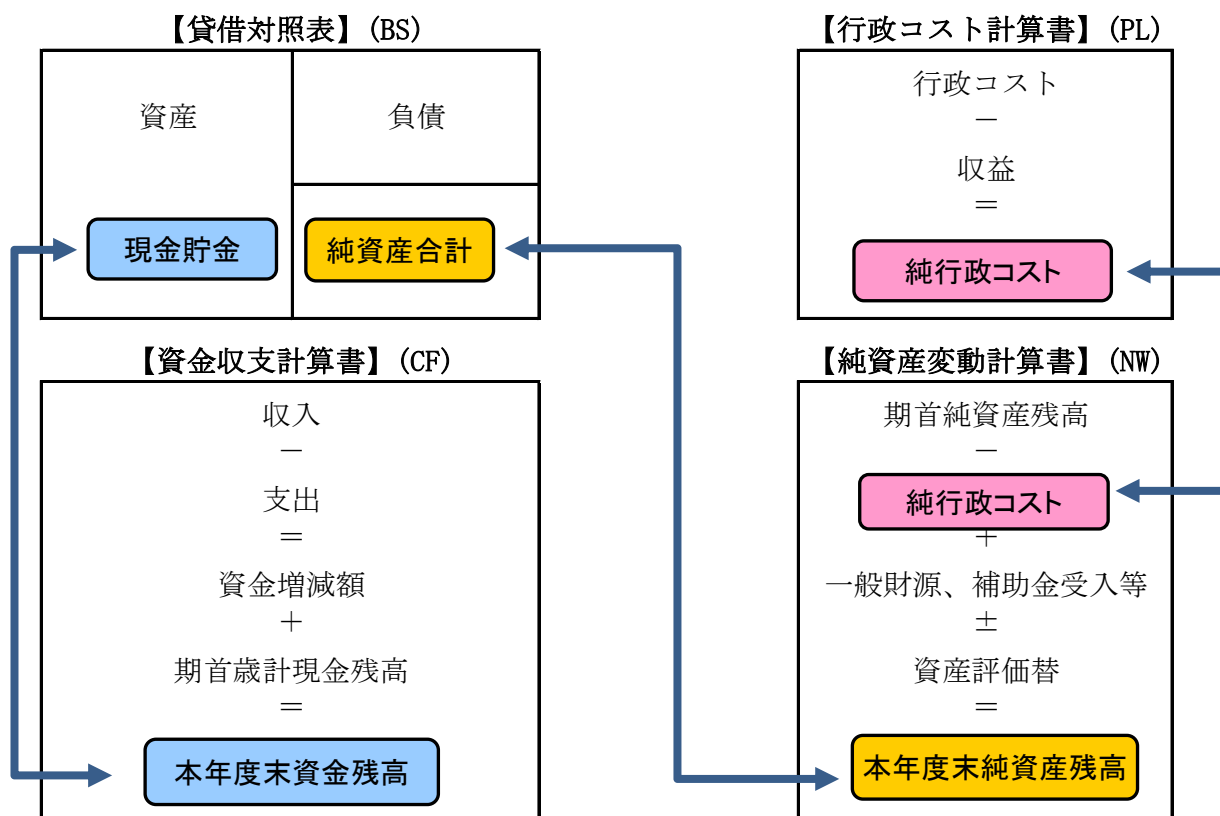 【貸借対照表】(BS)
資産
負債
現金貯金
純資産合計
【行政コスト計算書】(PL)
行政コスト
－
収益
＝
純行政コスト
【資金収支計算書】(CF)
収入
－
支出
＝
資金増減額
＋
期首歳計現金残高
＝
本年度末資金残高
【純資産変動計算書】(NW)
期首純資産残高
－
純行政コスト
＋
一般財源、補助金受入等
±
資産評価替
＝
本年度末純資産残高